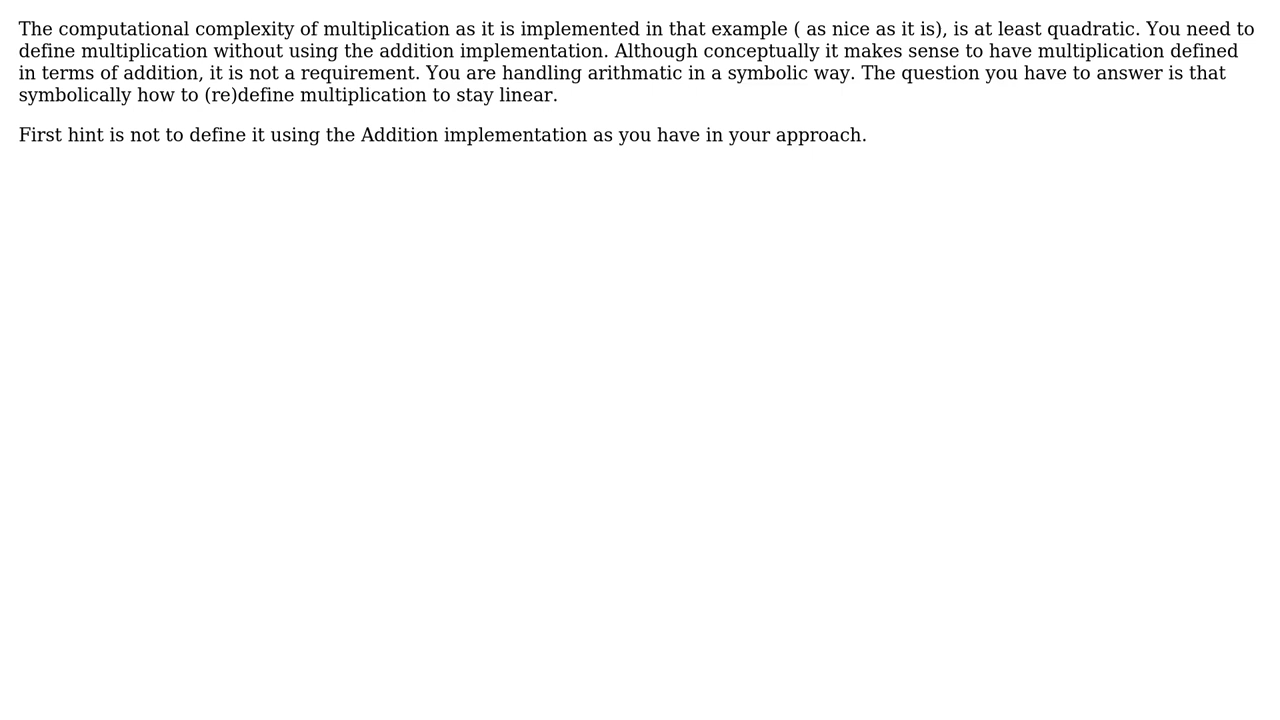 The computational complexity of multiplication as it is implemented in that example ( as nice as it is), is at least quadratic. You need to
define multiplication without using the addition implementation. Although conceptually it makes sense to have multiplication defined
in terms of addition, it is not a requirement. You are handling arithmatic in a symbolic way. The question you have to answer is that
symbolically how to (re)define multiplication to stay linear.
First hint is not to define it using the Addition implementation as you have in your approach.